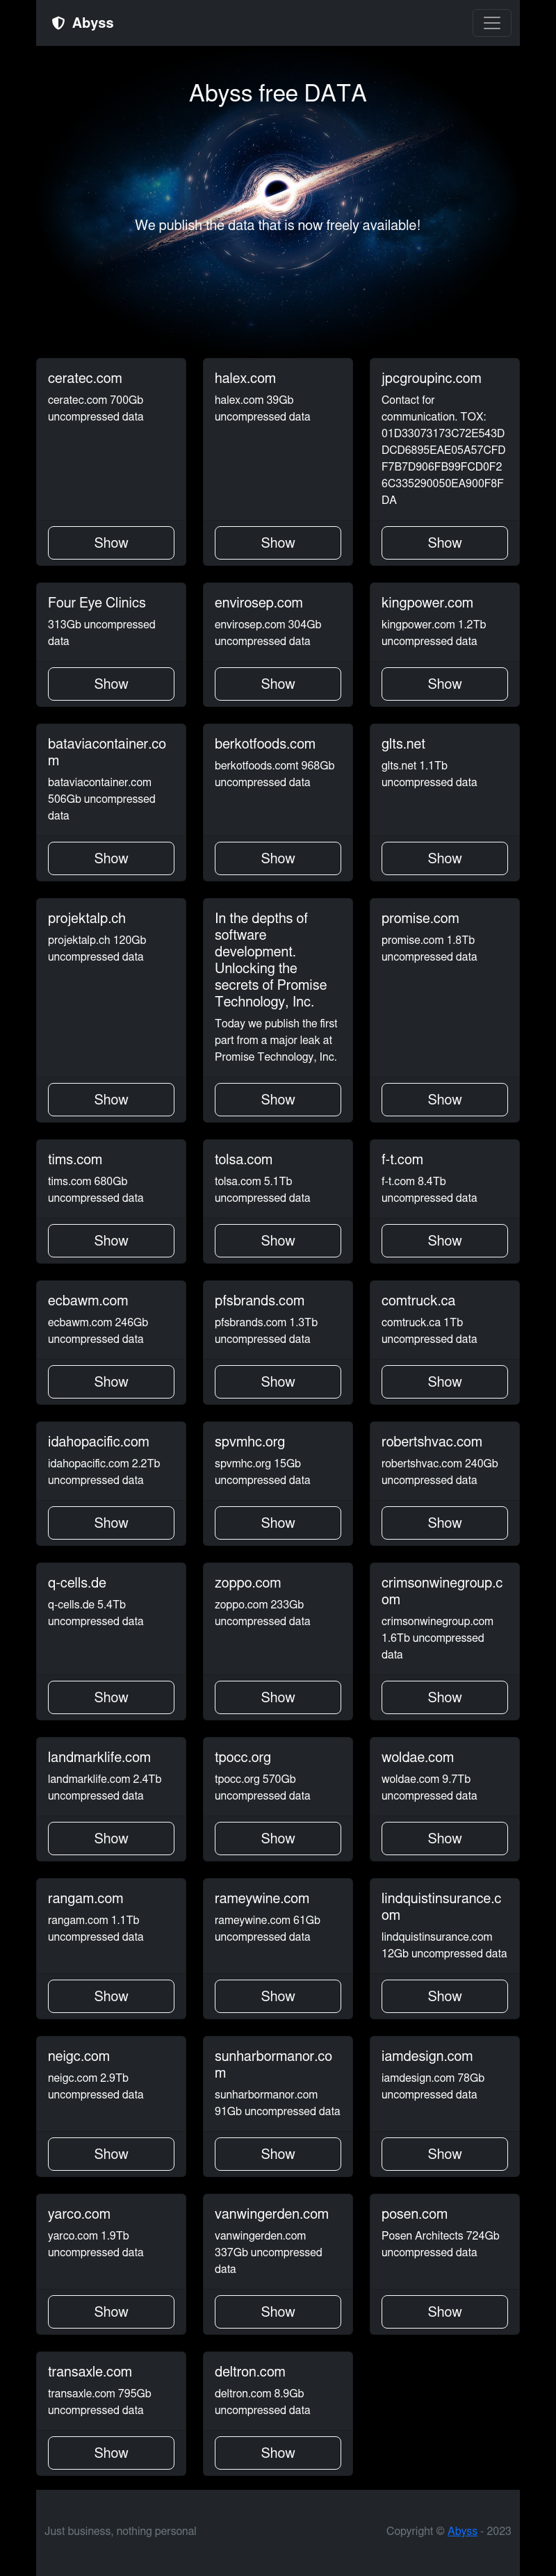 Abyss
Abyss free DATA
We publish the data that is now freely available!
ceratec.com
ceratec.com 700Gb
uncompressed data
Show
halex.com
halex.com 39Gb
uncompressed data
Show
jpcgroupinc.com
Contact for
communication. TOX:
01D33073173C72E543D
DCD6895EAE05A57CFD
F7B7D906FB99FCD0F2
6C335290050EA900F8F
DA
Show
Four Eye Clinics
313Gb uncompressed
data
Show
envirosep.com
envirosep.com 304Gb
uncompressed data
Show
kingpower.com
kingpower.com 1.2Tb
uncompressed data
Show
bataviacontainer.co
m
bataviacontainer.com
506Gb uncompressed
data
Show
berkotfoods.com
berkotfoods.comt 968Gb
uncompressed data
Show
glts.net
glts.net 1.1Tb
uncompressed data
Show
projektalp.ch
projektalp.ch 120Gb
uncompressed data
Show
In the depths of
software
development.
Unlocking the
secrets of Promise
Technology, Inc.
Today we publish the first
part from a major leak at
Promise Technology, Inc.
Show
promise.com
promise.com 1.8Tb
uncompressed data
Show
tims.com
tims.com 680Gb
uncompressed data
Show
tolsa.com
tolsa.com 5.1Tb
uncompressed data
Show
f-t.com
f-t.com 8.4Tb
uncompressed data
Show
ecbawm.com
ecbawm.com 246Gb
uncompressed data
Show
pfsbrands.com
pfsbrands.com 1.3Tb
uncompressed data
Show
comtruck.ca
comtruck.ca 1Tb
uncompressed data
Show
idahopacific.com
idahopacific.com 2.2Tb
uncompressed data
Show
spvmhc.org
spvmhc.org 15Gb
uncompressed data
Show
robertshvac.com
robertshvac.com 240Gb
uncompressed data
Show
q-cells.de
q-cells.de 5.4Tb
uncompressed data
Show
zoppo.com
zoppo.com 233Gb
uncompressed data
Show
crimsonwinegroup.c
om
crimsonwinegroup.com
1.6Tb uncompressed
data
Show
landmarklife.com
landmarklife.com 2.4Tb
uncompressed data
Show
tpocc.org
tpocc.org 570Gb
uncompressed data
Show
woldae.com
woldae.com 9.7Tb
uncompressed data
Show
rangam.com
rangam.com 1.1Tb
uncompressed data
Show
rameywine.com
rameywine.com 61Gb
uncompressed data
Show
lindquistinsurance.c
om
lindquistinsurance.com
12Gb uncompressed data
Show
neigc.com
neigc.com 2.9Tb
uncompressed data
Show
sunharbormanor.co
m
sunharbormanor.com
91Gb uncompressed data
Show
iamdesign.com
iamdesign.com 78Gb
uncompressed data
Show
yarco.com
yarco.com 1.9Tb
uncompressed data
Show
vanwingerden.com
vanwingerden.com
337Gb uncompressed
data
Show
posen.com
Posen Architects 724Gb
uncompressed data
Show
transaxle.com
transaxle.com 795Gb
uncompressed data
Show
deltron.com
deltron.com 8.9Gb
uncompressed data
Show
Just business, nothing personal
Copyright © Abyss - 2023